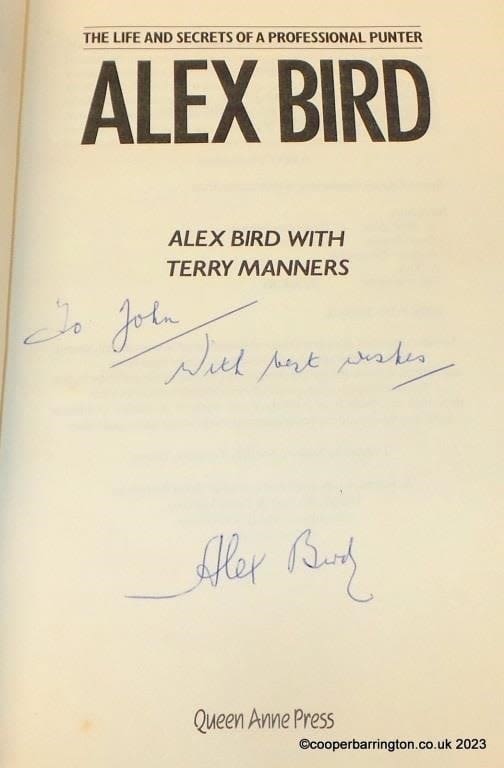 THE LIFE AND SECRETS OF A PROFESSIONAL PUNTER
ALEX BIRD
ALEX BIRD WITH
TERRY MANNERS
To John
With best wishes
Alex Bird
Queen Anne Press
©cooperbarrington.co.uk 2023